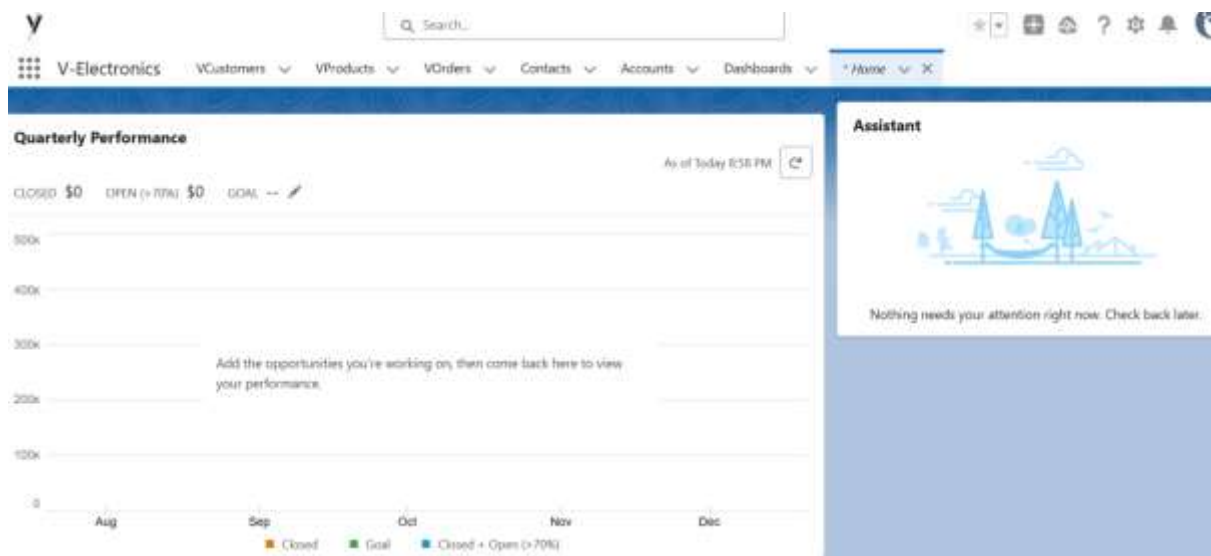 y
Search...
V-Electronics VCustomers VProducts VOrders Contacts Accounts Dashboards * Home
Quarterly Performance
As of Today 8:58 PM
CLOSED $0 OPEN (>70%) $0 GOAL --
500k
400k
300k
200k
100k
0
Add the opportunities you're working on, then come back here to view
your performance.
Aug Sep Oct Nov Dec
Closed Goal Closed + Open (>70%)
Assistant
Nothing needs your attention right now. Check back later.